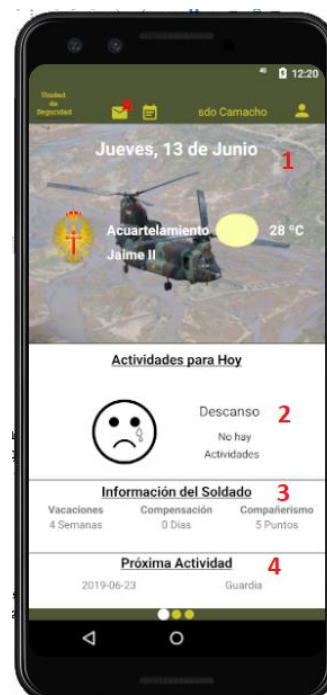 12:20
Unidad
de
Seguridad
sdo Camacho
Jueves, 13 de Junio
1
Acuartelamiento
28 ºC
Jaime II
Actividades para Hoy
Descanso
2
No hay
Actividades
Información del Soldado
3
Vacaciones Compensación Compañerismo
4 Semanas 0 Dias 5 Puntos
Próxima Actividad
4
2019-06-23 Guardia